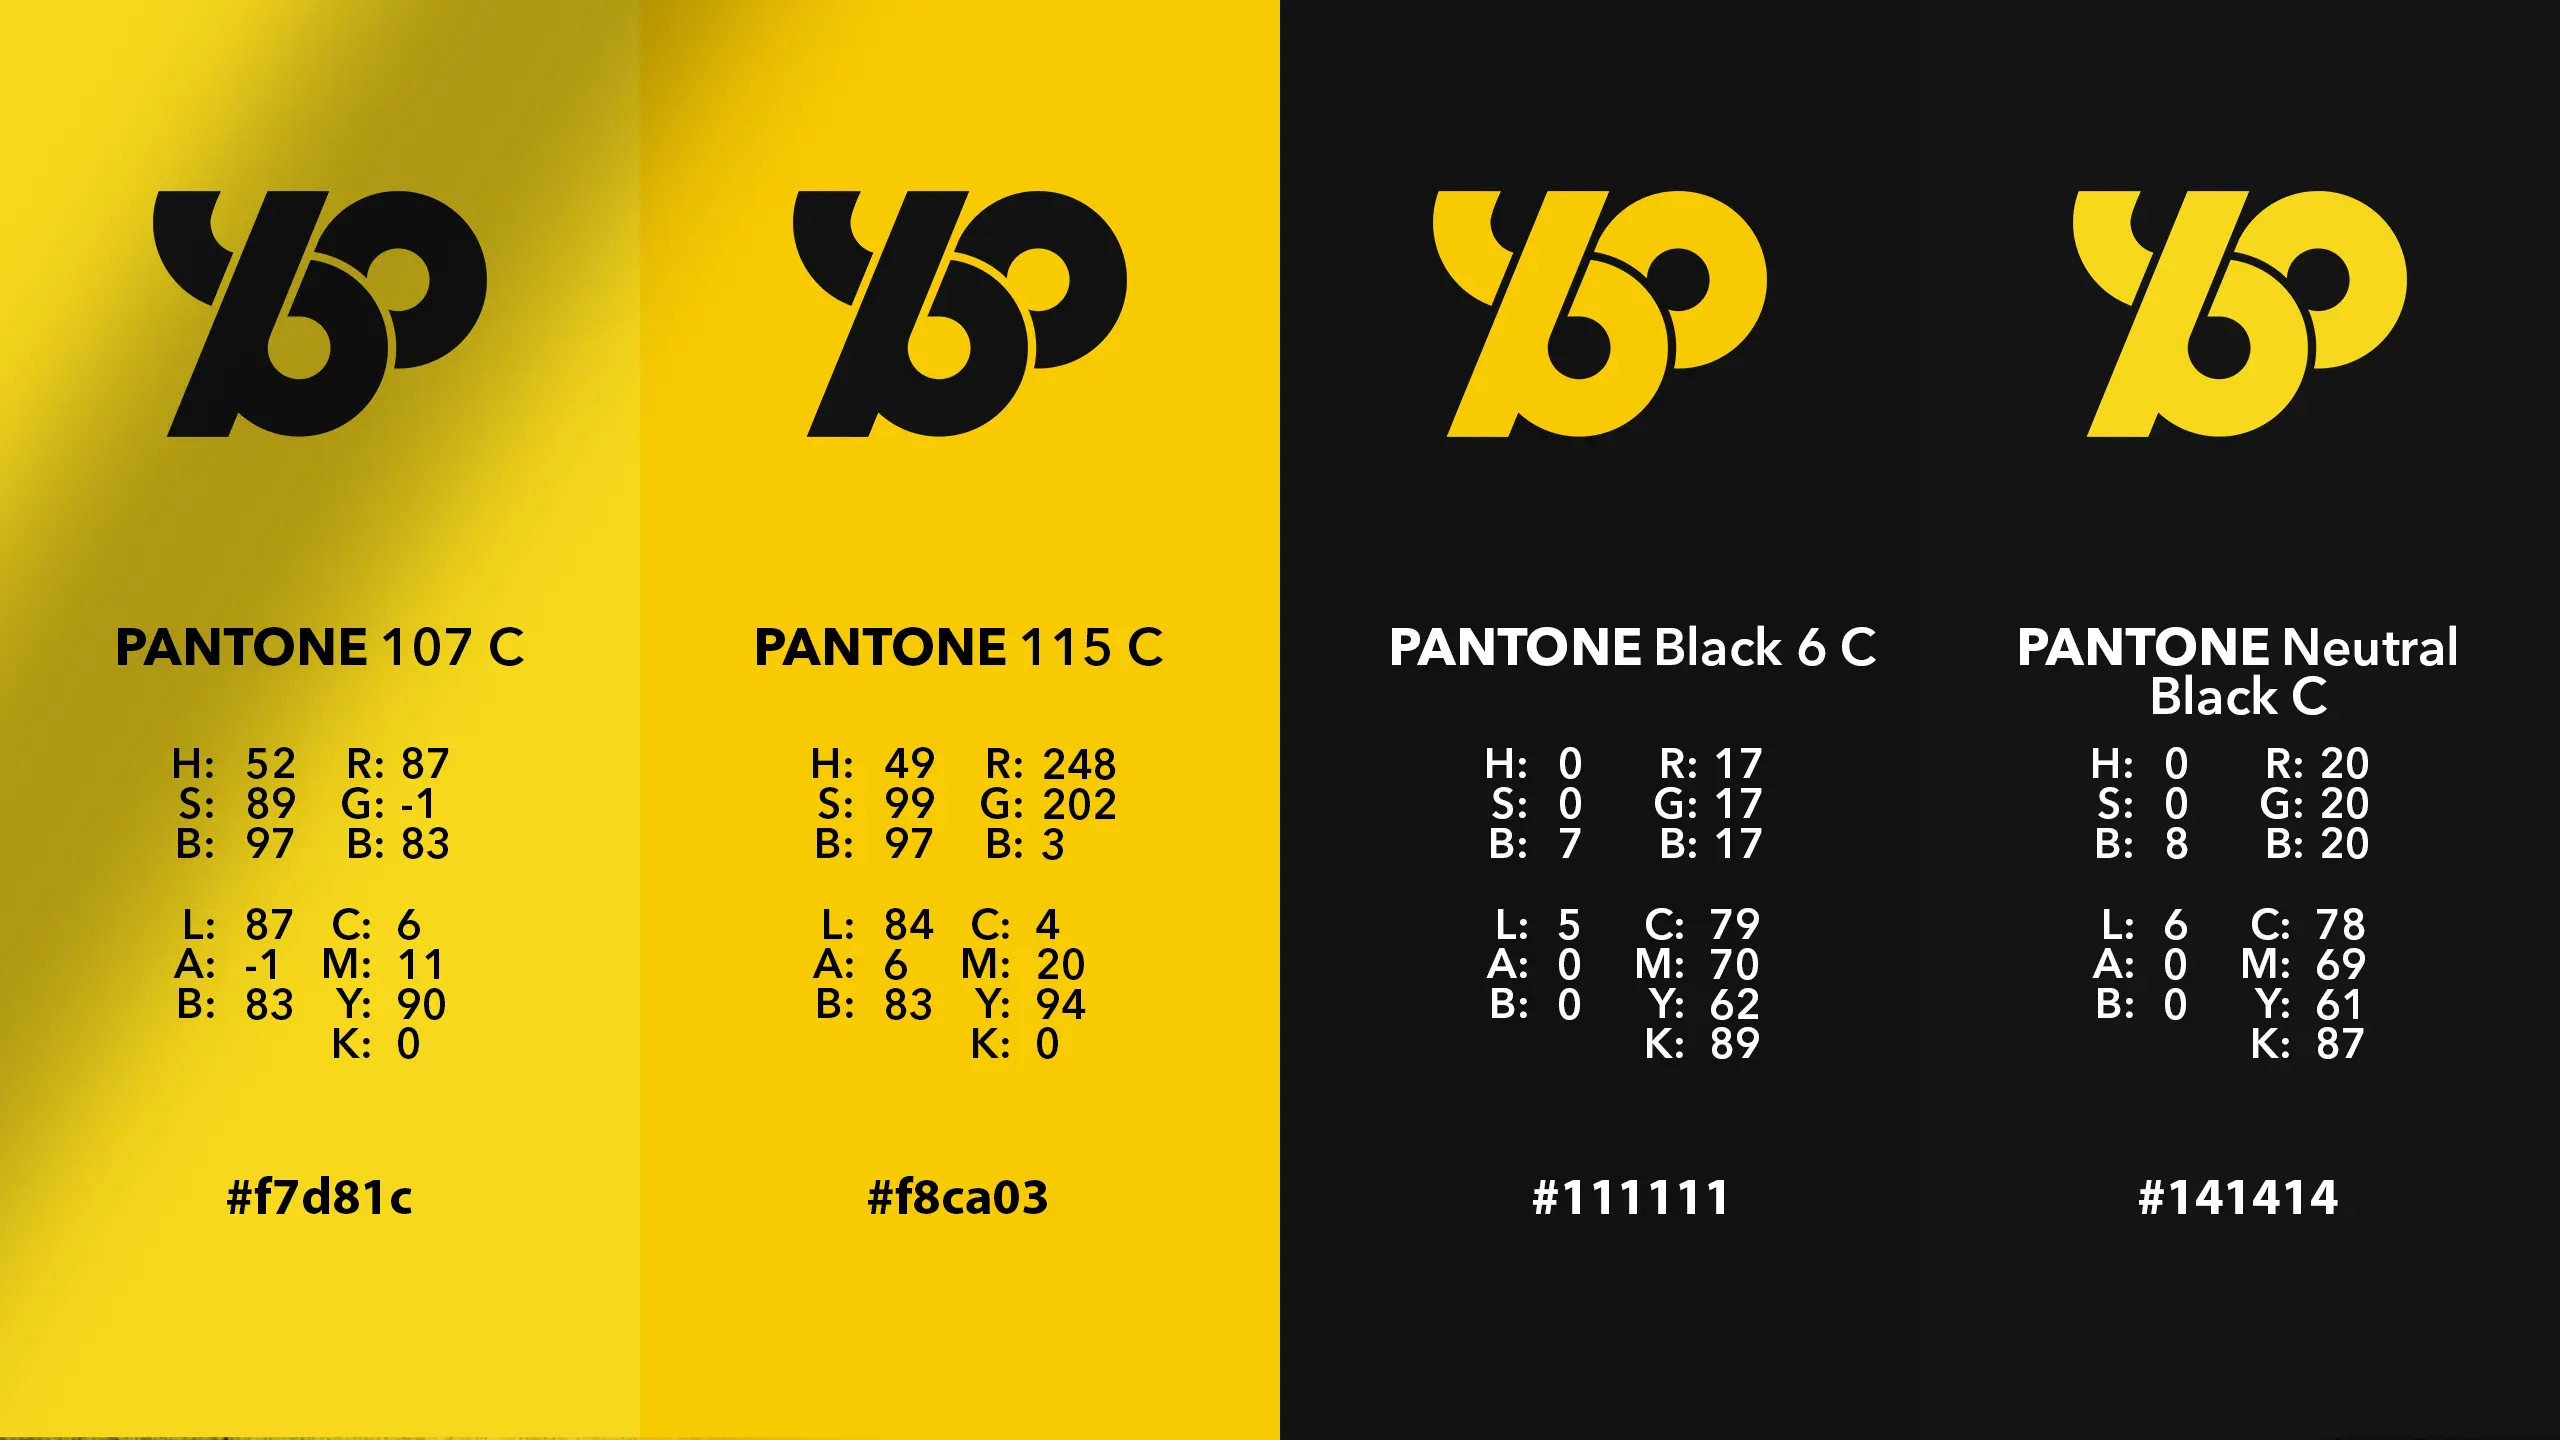 PANTONE 107 C
H: 52 R: 87
S: 89 G: -1
B: 97 B: 83
L: 87 C: 6
A: -1 M: 11
B: 83 Y: 90
K: 0
#f7d81c
PANTONE 115 C
H: 49 R: 248
S: 99 G: 202
B: 97 B: 3
L: 84 C: 4
A: 6 M: 20
B: 83 Y: 94
K: 0
#f8ca03
PANTONE Black 6 C
H: 0 R: 17
S: 0 G: 17
B: 7 B: 17
L: 5 C: 79
A: 0 M: 70
B: 0 Y: 62
K: 89
#111111
PANTONE Neutral
Black C
H: 0 R: 20
S: 0 G: 20
B: 8 B: 20
L: 6 C: 78
A: 0 M: 69
B: 0 Y: 61
K: 87
#141414